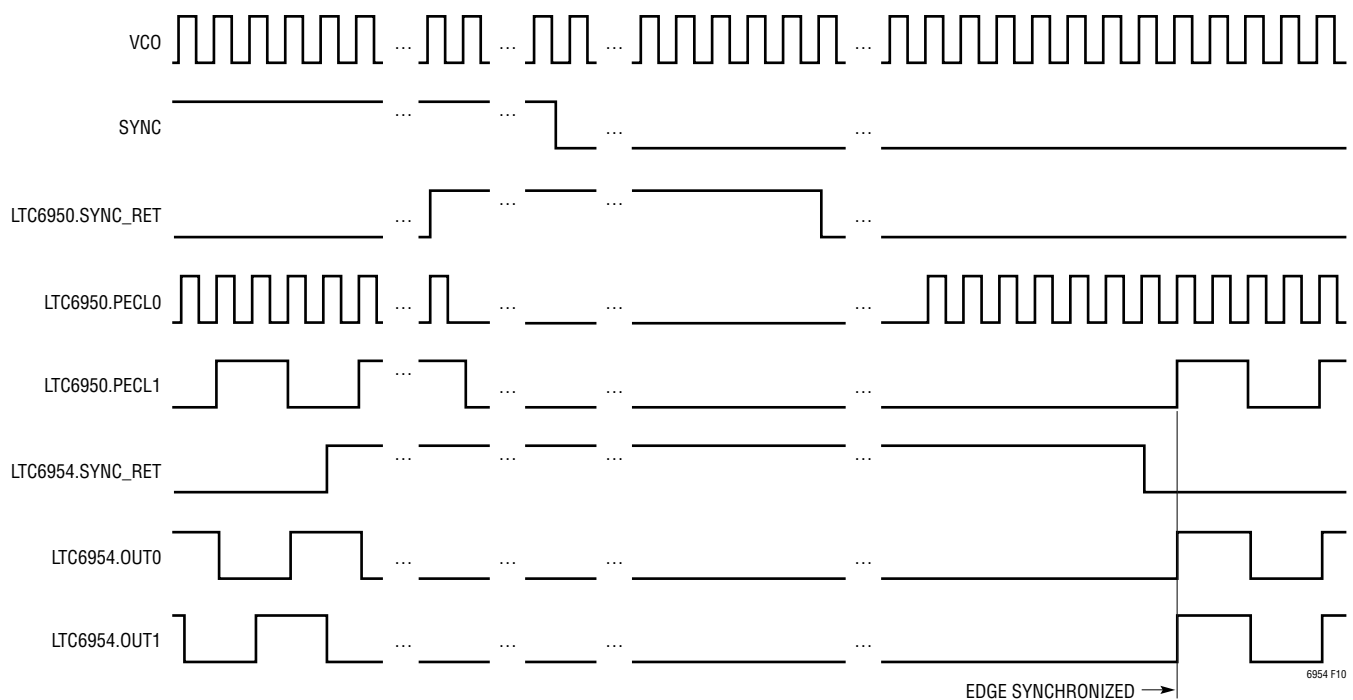 VCO ... ... ... ...
SYNC ... ... ... ...
LTC6950.SYNC_RET ... ... ... ...
LTC6950.PECL0 ... ... ... ...
LTC6950.PECL1 ... ... ... ...
LTC6954.SYNC_RET ... ... ... ...
LTC6954.OUT0 ... ... ... ...
LTC6954.OUT1 ... ... ... ...
6954 F10
EDGE SYNCHRONIZED